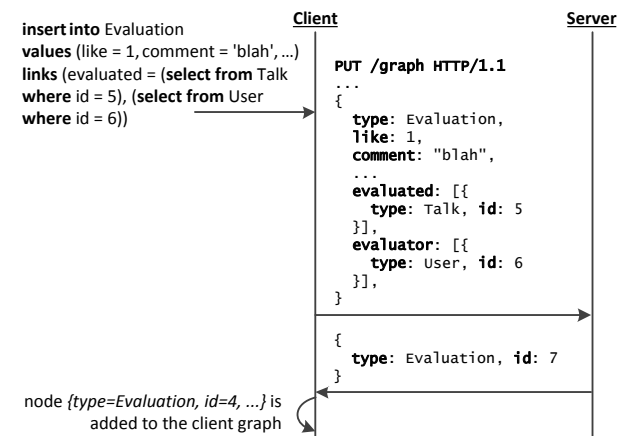 Client
Server
insert into Evaluation
values (like = 1, comment = 'blah', …)
links (evaluated = (select from Talk
where id = 5), (select from User
where id = 6))
PUT /graph HTTP/1.1
...
{
type: Evaluation,
like: 1,
comment: "blah",
...
evaluated: [{
type: Talk, id: 5
}],
evaluator: [{
type: User, id: 6
}],
}
{
type: Evaluation, id: 7
}
node {type=Evaluation, id=4, ...} is
added to the client graph